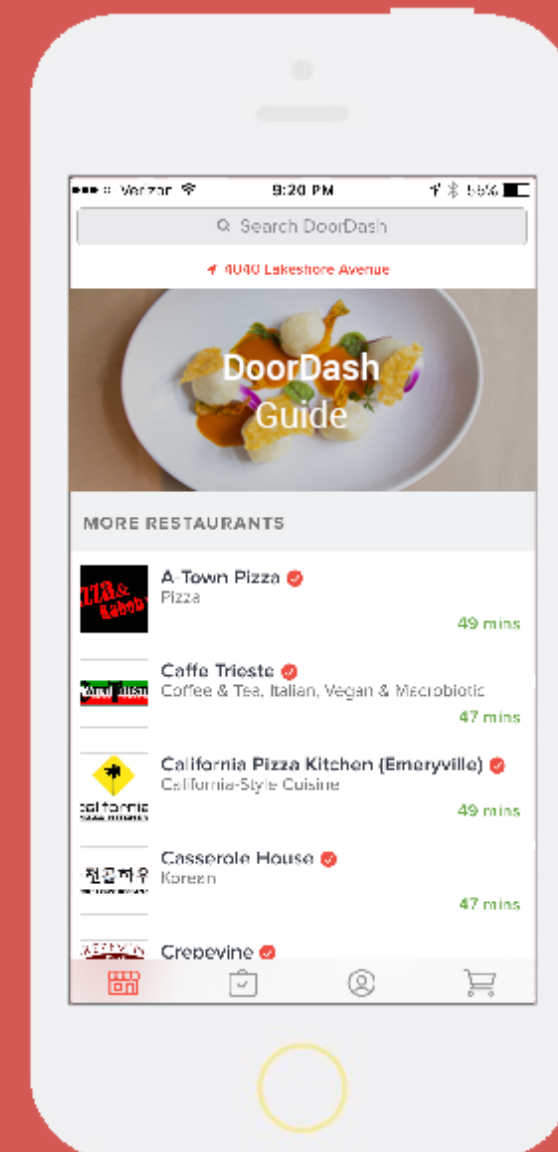 Verizon 9:20 PM 55%
Search DoorDash
4040 Lakeshore Avenue
DoorDash
Guide
MORE RESTAURANTS
A-Town Pizza
Pizza
49 mins
Caffe Trieste
Coffee & Tea, Italian, Vegan & Macrobiotic
47 mins
California Pizza Kitchen (Emeryville)
California-Style Cuisine
california
49 mins
Casserole House
Korean
47 mins
Crepevine